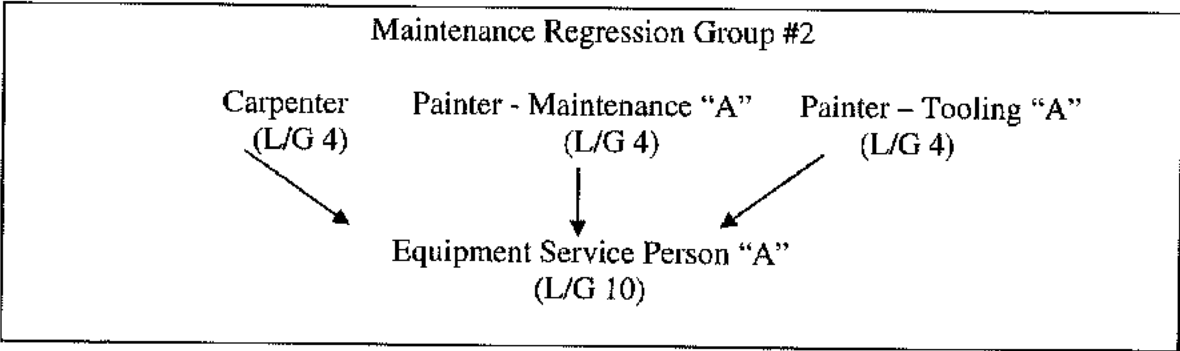 Maintenance Regression Group #2
Carpenter Painter - Maintenance “A” Painter – Tooling “A”
(L/G 4) (L/G 4) (L/G 4)
Equipment Service Person “A”
(L/G 10)